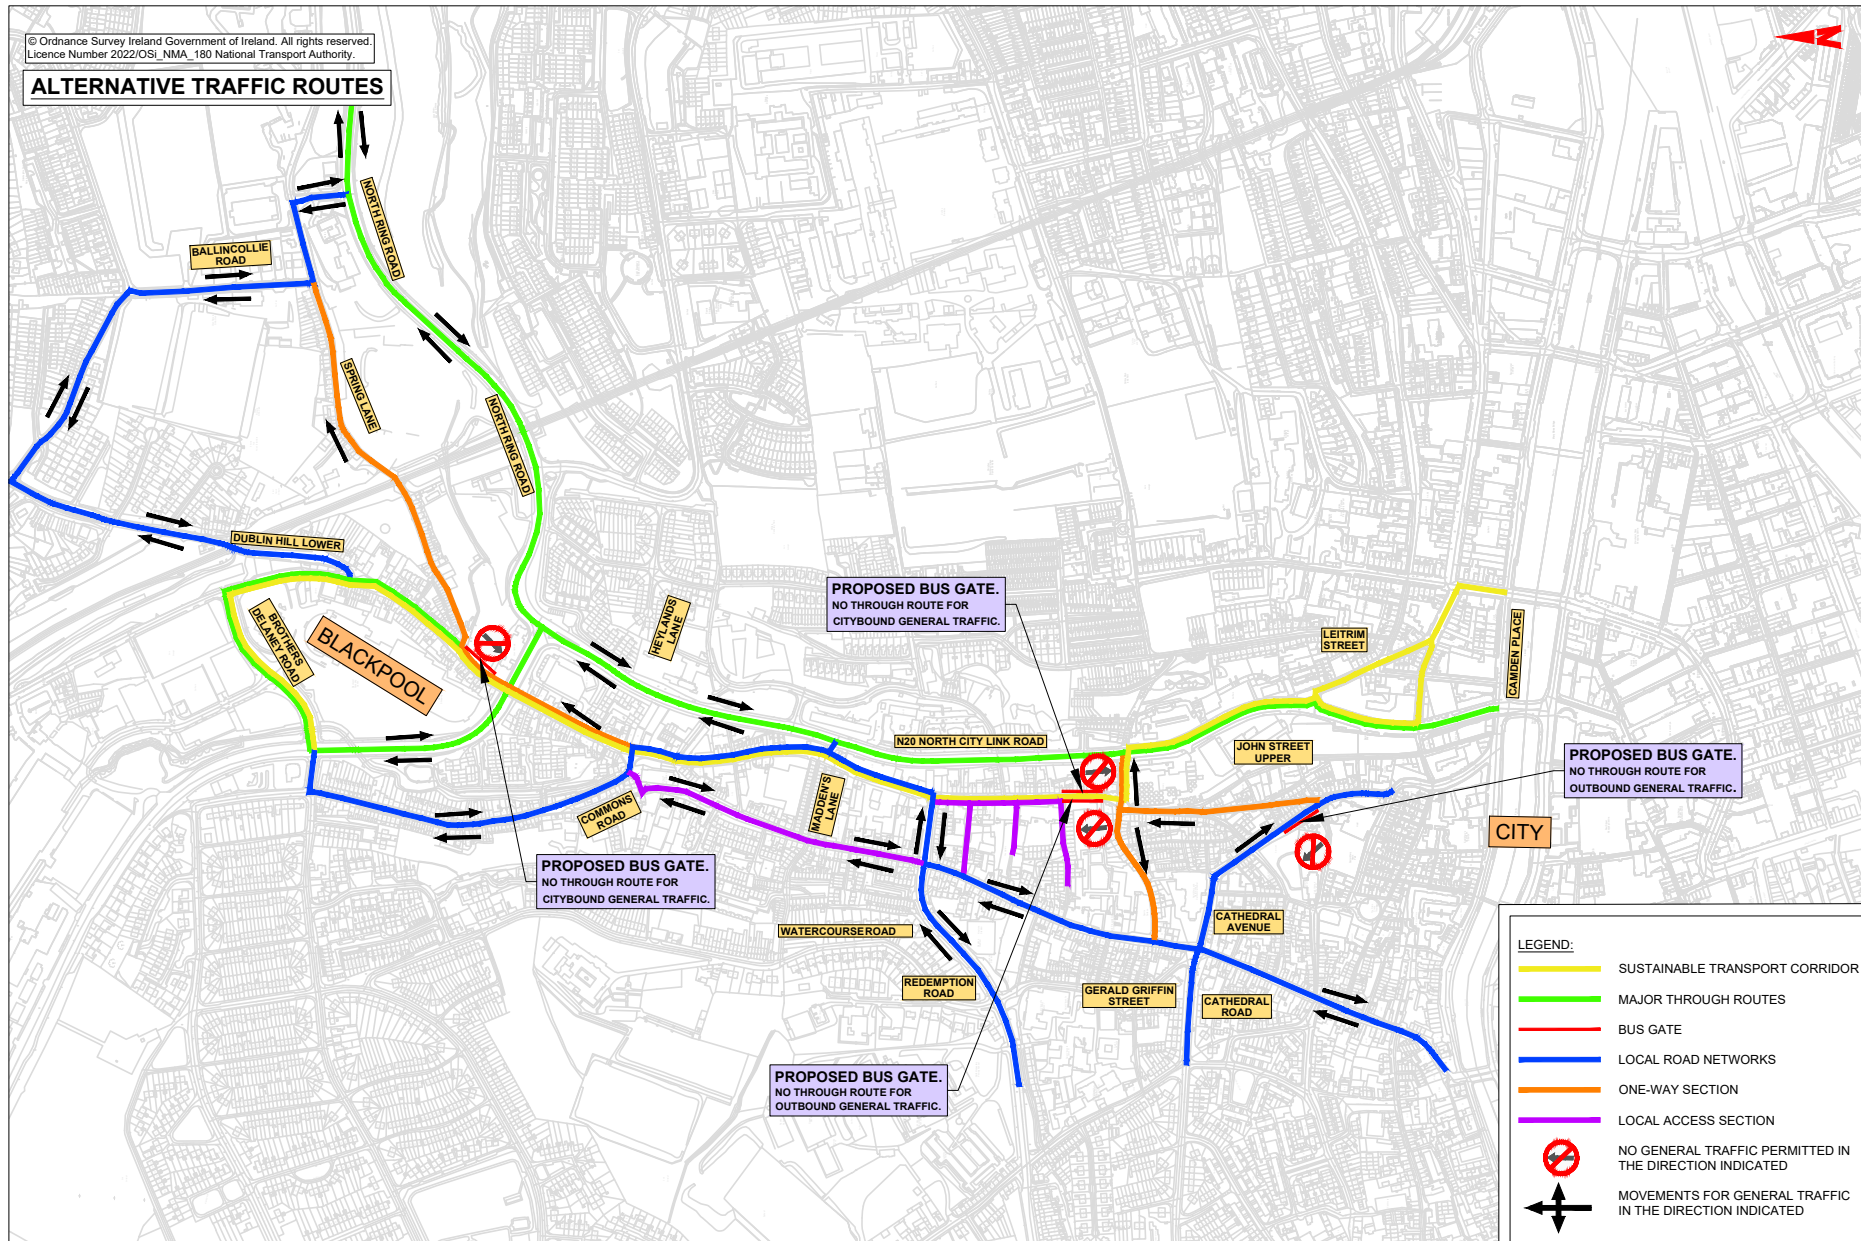 © Ordnance Survey Ireland Government of Ireland. All rights reserved.
Licence Number 2022/OSi_NMA_180 National Transport Authority.
ALTERNATIVE TRAFFIC ROUTES
N
NORTH RING ROAD
BALLINCOLLIE
ROAD
SPRING LANE
NORTH RING ROAD
DUBLIN HILL LOWER
BROTHERS
DELANEY ROAD
BLACKPOOL
HEYLANDS
LANE
PROPOSED BUS GATE.
NO THROUGH ROUTE FOR
CITYBOUND GENERAL TRAFFIC.
LEITRIM
STREET
CAMDEN PLACE
N20 NORTH CITY LINK ROAD
JOHN STREET
UPPER
PROPOSED BUS GATE.
NO THROUGH ROUTE FOR
OUTBOUND GENERAL TRAFFIC.
MADDEN'S
LANE
COMMONS
ROAD
CITY
PROPOSED BUS GATE.
NO THROUGH ROUTE FOR
CITYBOUND GENERAL TRAFFIC.
WATERCOURSE ROAD
CATHEDRAL
AVENUE
REDEMPTION
ROAD
GERALD GRIFFIN
STREET
CATHEDRAL
ROAD
PROPOSED BUS GATE.
NO THROUGH ROUTE FOR
OUTBOUND GENERAL TRAFFIC.
LEGEND:
SUSTAINABLE TRANSPORT CORRIDOR
MAJOR THROUGH ROUTES
BUS GATE
LOCAL ROAD NETWORKS
ONE-WAY SECTION
LOCAL ACCESS SECTION
NO GENERAL TRAFFIC PERMITTED IN
THE DIRECTION INDICATED
MOVEMENTS FOR GENERAL TRAFFIC
IN THE DIRECTION INDICATED